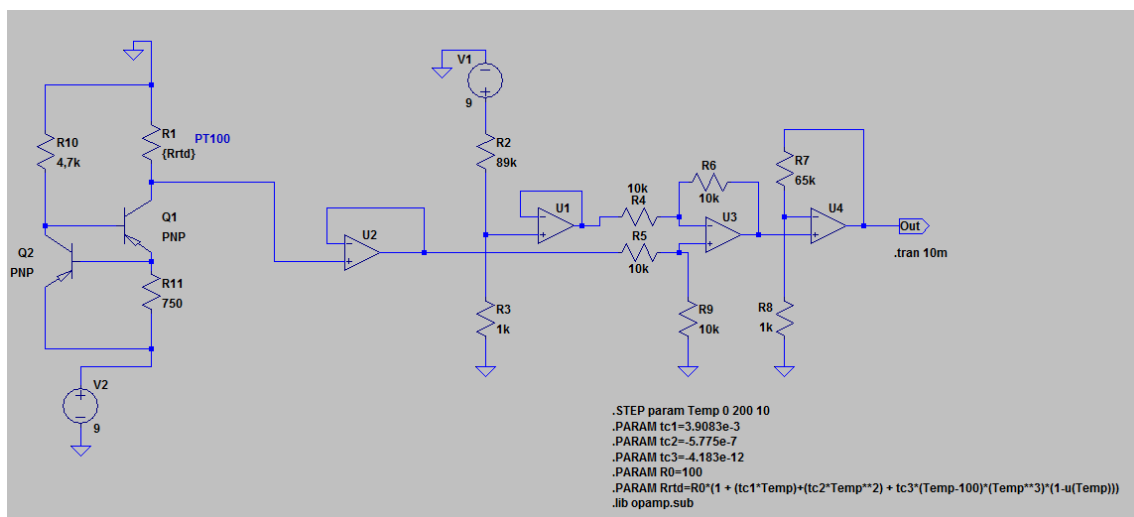 V1
9
R10
4,7k
R1
{Rrtd}
PT100
R2
89k
R6
10k
R7
65k
10k
R4
U1
U3
U4
Out
Q1
PNP
U2
R5
10k
.tran 10m
Q2
PNP
R11
750
R3
1k
R9
10k
R8
1k
V2
9
.STEP param Temp 0 200 10
.PARAM tc1=3.9083e-3
.PARAM tc2=-5.775e-7
.PARAM tc3=-4.183e-12
.PARAM R0=100
.PARAM Rrtd=R0*(1 + (tc1*Temp)+(tc2*Temp**2) + tc3*(Temp-100)*(Temp**3)*(1-u(Temp)))
.lib opamp.sub